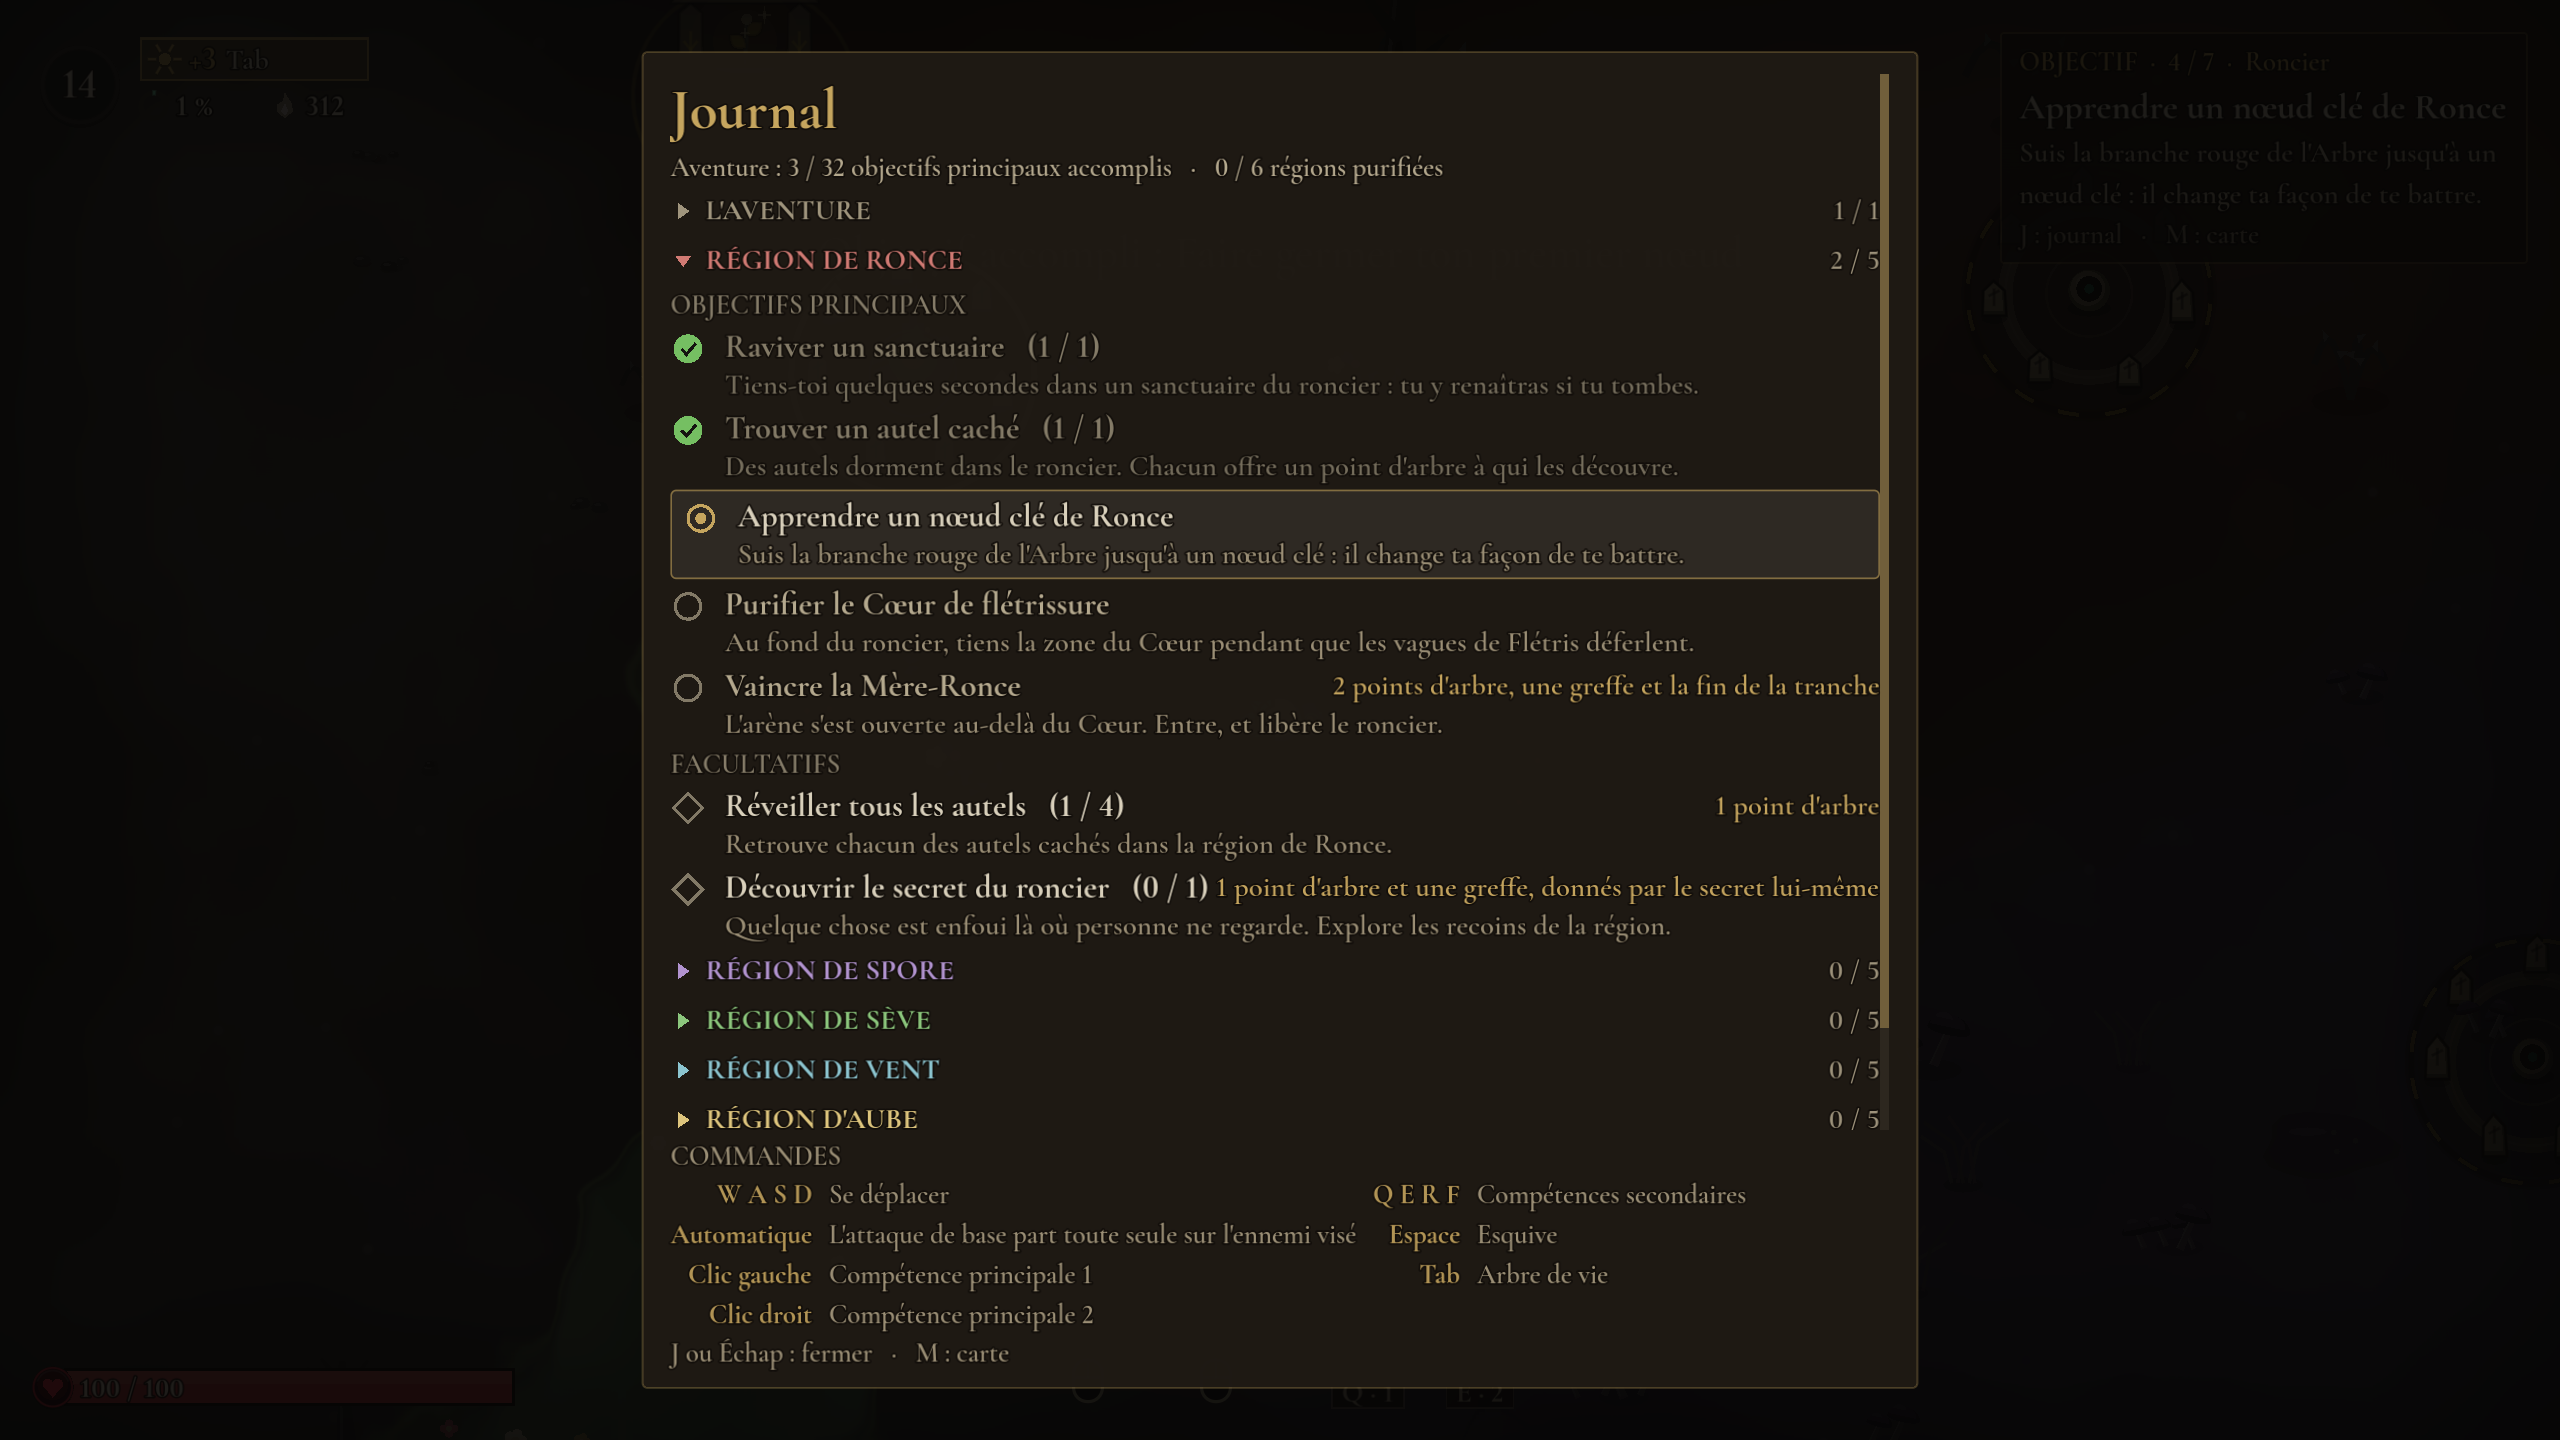 14
+3 Tab
1 %
312
OBJECTIF · 4 / 7 · Roncier
Apprendre un nœud clé de Ronce
Suis la branche rouge de l'Arbre jusqu'à un
nœud clé : il change ta façon de te battre.
J : journal · M : carte
Journal
Aventure : 3 / 32 objectifs principaux accomplis · 0 / 6 régions purifiées
L'AVENTURE 1 / 1
RÉGION DE RONCE 2 / 5
OBJECTIFS PRINCIPAUX
Raviver un sanctuaire (1 / 1)
Tiens-toi quelques secondes dans un sanctuaire du roncier : tu y renaîtras si tu tombes.
Trouver un autel caché (1 / 1)
Des autels dorment dans le roncier. Chacun offre un point d'arbre à qui les découvre.
Apprendre un nœud clé de Ronce
Suis la branche rouge de l'Arbre jusqu'à un nœud clé : il change ta façon de te battre.
Purifier le Cœur de flétrissure
Au fond du roncier, tiens la zone du Cœur pendant que les vagues de Flétris déferlent.
Vaincre la Mère-Ronce 2 points d'arbre, une greffe et la fin de la tranche
L'arène s'est ouverte au-delà du Cœur. Entre, et libère le roncier.
FACULTATIFS
Réveiller tous les autels (1 / 4) 1 point d'arbre
Retrouve chacun des autels cachés dans la région de Ronce.
Découvrir le secret du roncier (0 / 1) 1 point d'arbre et une greffe, donnés par le secret lui-même
Quelque chose est enfoui là où personne ne regarde. Explore les recoins de la région.
RÉGION DE SPORE 0 / 5
RÉGION DE SÈVE 0 / 5
RÉGION DE VENT 0 / 5
RÉGION D'AUBE 0 / 5
COMMANDES
W A S D Se déplacer Q E R F Compétences secondaires
Automatique L'attaque de base part toute seule sur l'ennemi visé Espace Esquive
Clic gauche Compétence principale 1 Tab Arbre de vie
Clic droit Compétence principale 2
J ou Échap : fermer · M : carte
100 / 100
Q · 1 E · 2